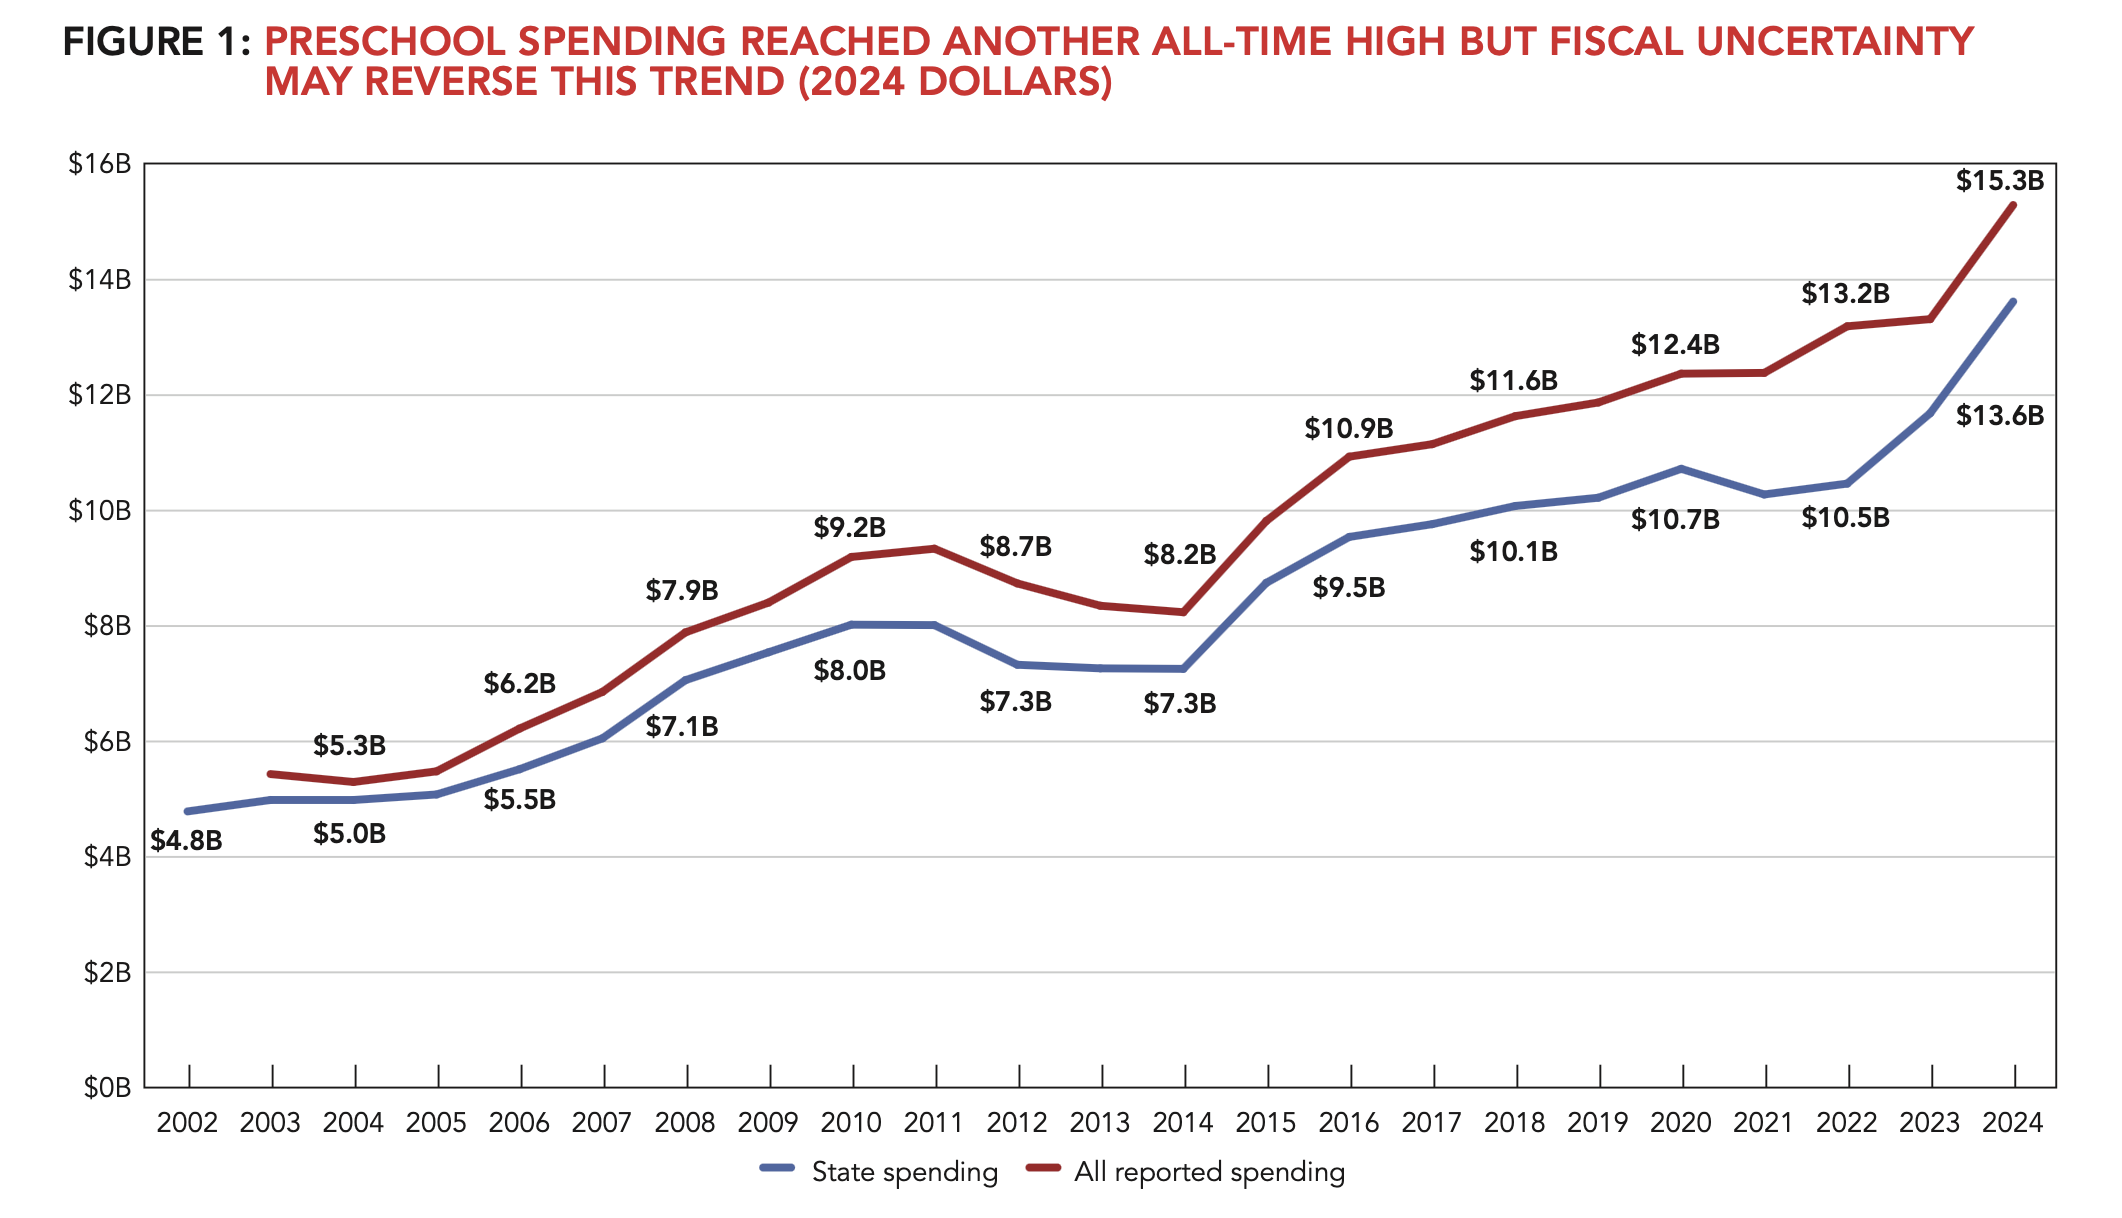 FIGURE 1: PRESCHOOL SPENDING REACHED ANOTHER ALL-TIME HIGH BUT FISCAL UNCERTAINTY
MAY REVERSE THIS TREND (2024 DOLLARS)
$16B
$14B
$12B
$10B
$8B
$6B
$4B
$2B
$0B
$5.3B
$6.2B
$7.9B
$9.2B
$8.7B
$8.2B
$10.9B
$11.6B
$12.4B
$13.2B
$15.3B
$4.8B
$5.0B
$5.5B
$7.1B
$8.0B
$7.3B
$7.3B
$9.5B
$10.1B
$10.7B
$10.5B
$13.6B
2002 2003 2004 2005 2006 2007 2008 2009 2010 2011 2012 2013 2014 2015 2016 2017 2018 2019 2020 2021 2022 2023 2024
State spending All reported spending